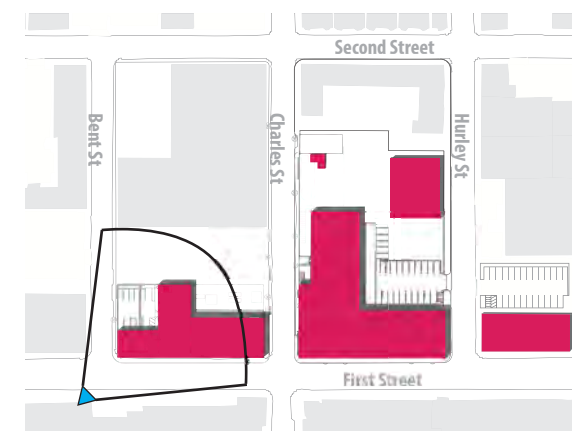 Second Street
Bent St
Charles St
Hurley St
First Street